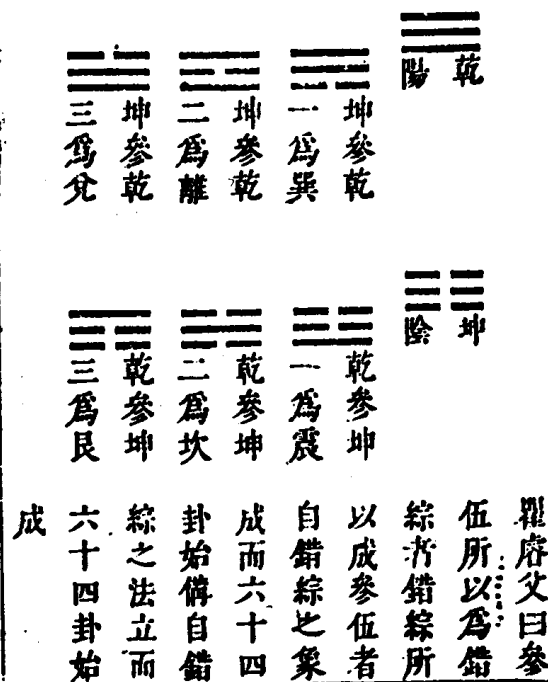 乾
陽
坤參乾
一爲巽
坤參乾
二爲離
坤參乾
三爲兌
坤
陰
乾參坤
一爲震
乾參坤
二爲坎
乾參坤
三爲艮
瞿睿父曰參
伍所以爲錯
綜者錯綜所
以成參伍者
自錯綜之象
成而六十四
卦始備自錯
綜之法立而
六十四卦始
成